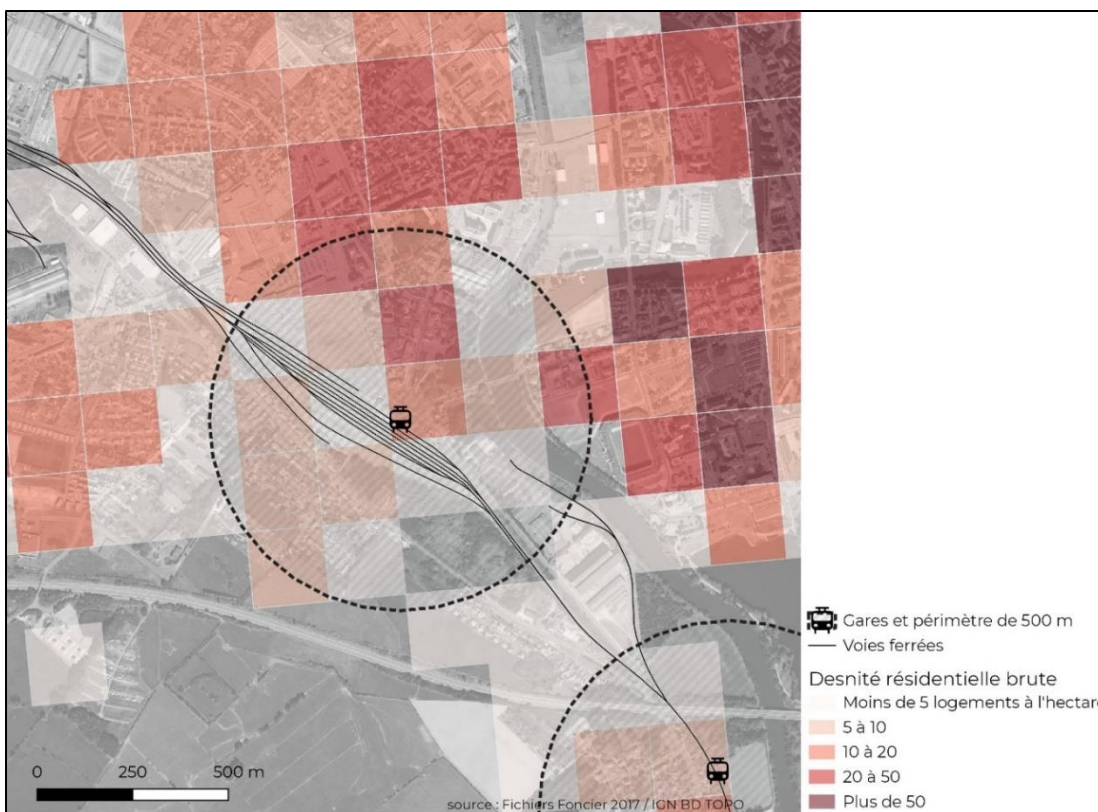 Gares et périmètre de 500 m
Voies ferrées
Desnité résidentielle brute
Moins de 5 logements à l'hectare
5 à 10
10 à 20
20 à 50
Plus de 50
0 250 500 m
source : Fichiers Foncier 2017 / IGN BD TOPO